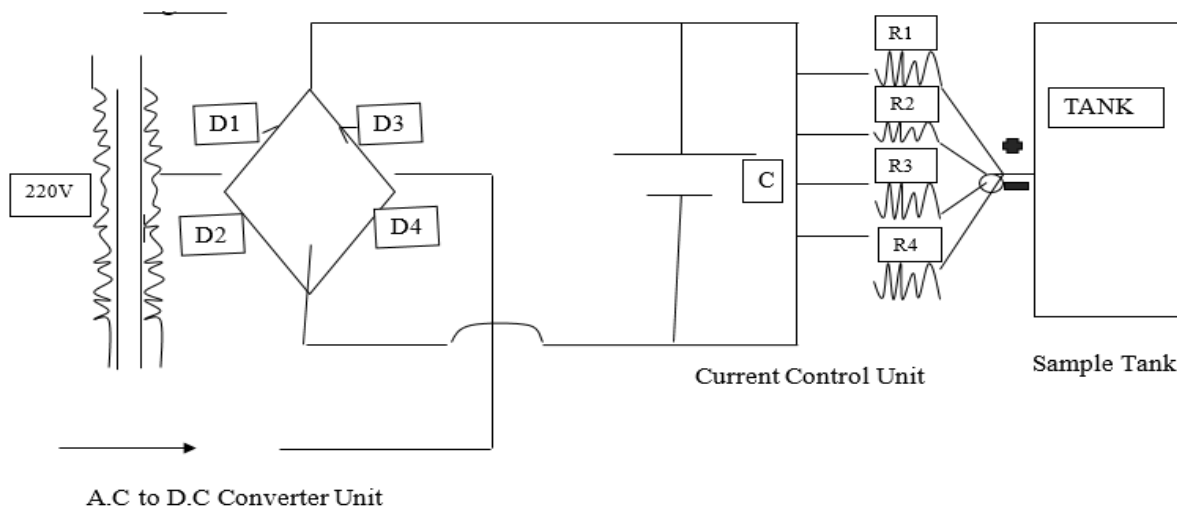 R1
D1
D3
R2
TANK
220V
C
R3
D2
D4
R4
Current Control Unit
Sample Tank
A.C to D.C Converter Unit